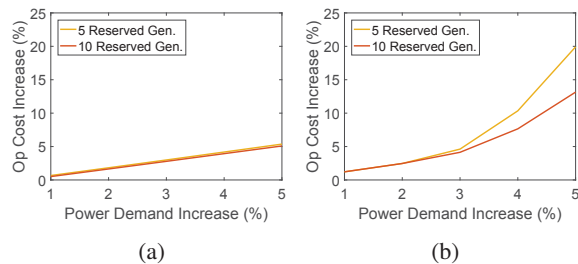 25
20
15
10
5
0
Op Cost Increase (%)
5 Reserved Gen.
10 Reserved Gen.
1 2 3 4 5
Power Demand Increase (%)
(a)
25
20
15
10
5
0
Op Cost Increase (%)
5 Reserved Gen.
10 Reserved Gen.
1 2 3 4 5
Power Demand Increase (%)
(b)